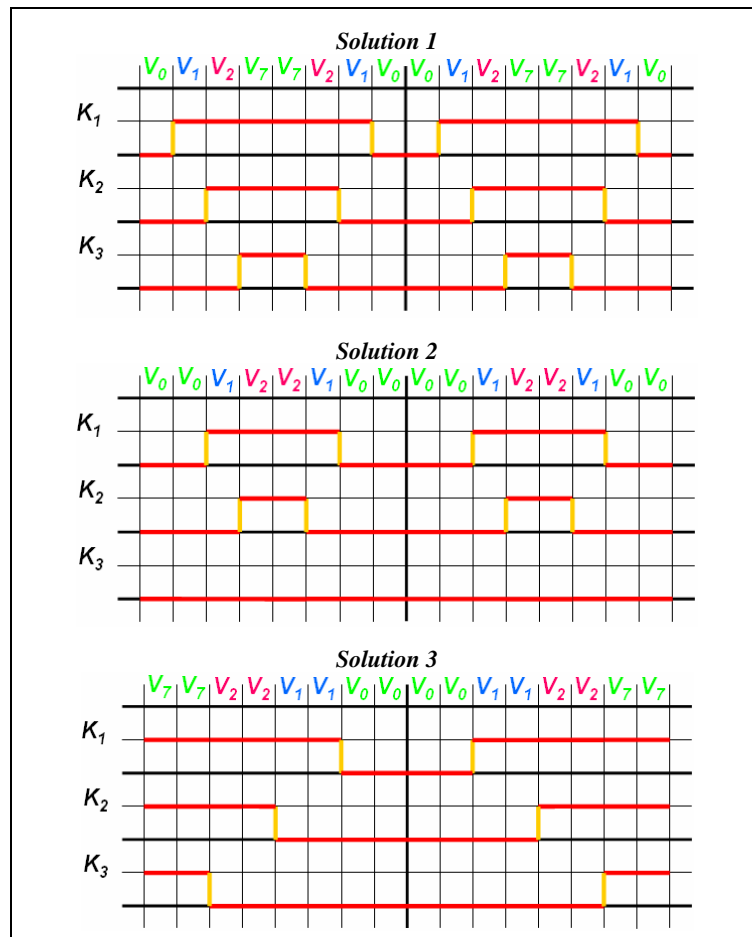 Solution 1
V0 V1 V2 V7 V7 V2 V1 V0 V0 V1 V2 V7 V7 V2 V1 V0
K1
K2
K3
Solution 2
V0 V0 V1 V2 V2 V1 V0 V0 V0 V0 V1 V2 V2 V1 V0 V0
K1
K2
K3
Solution 3
V7 V7 V2 V2 V1 V1 V0 V0 V0 V0 V1 V1 V2 V2 V7 V7
K1
K2
K3